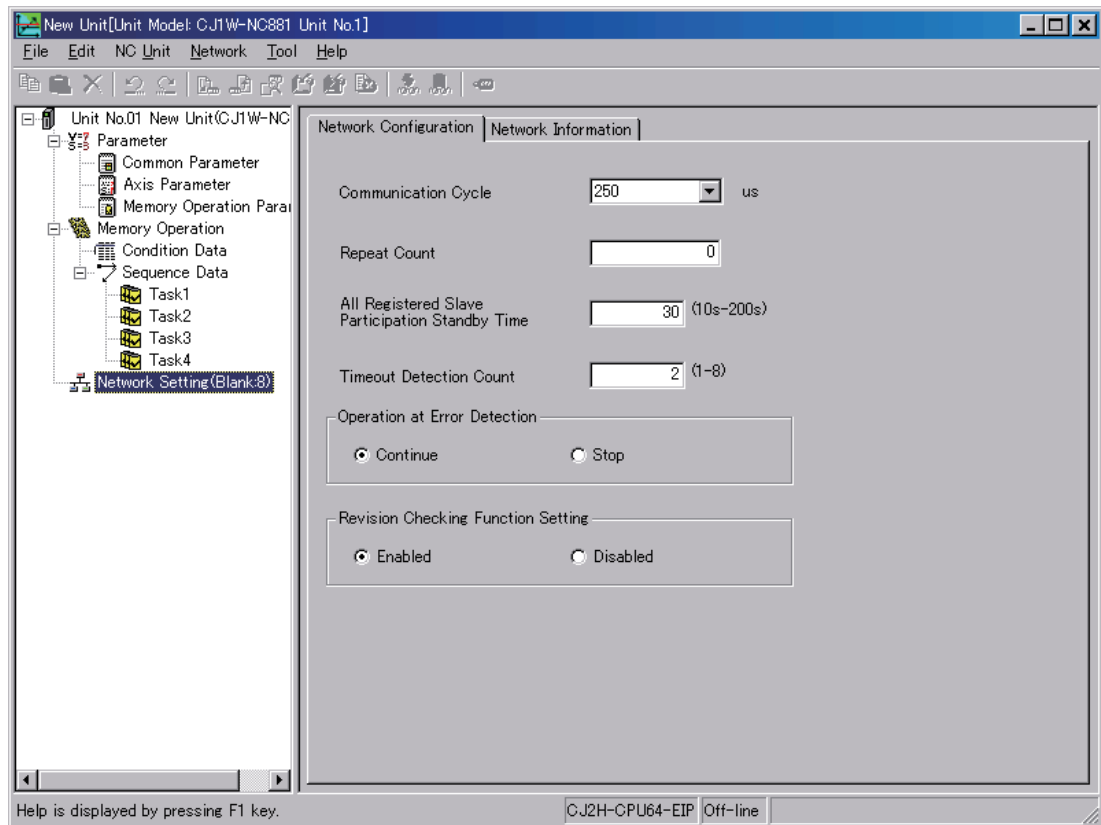 New Unit[Unit Model: CJ1W-NC881 Unit No.1]
File Edit NC Unit Network Tool Help
Unit No.01 New Unit(CJ1W-NC
Parameter
Common Parameter
Axis Parameter
Memory Operation Para
Memory Operation
Condition Data
Sequence Data
Task1
Task2
Task3
Task4
Network Setting(Blank:8)
Network Configuration
Network Information
Communication Cycle 250 us
Repeat Count 0
All Registered Slave
Participation Standby Time 30 (10s-200s)
Timeout Detection Count 2 (1-8)
Operation at Error Detection
Continue Stop
Revision Checking Function Setting
Enabled Disabled
Help is displayed by pressing F1 key. CJ2H-CPU64-EIP Off-line